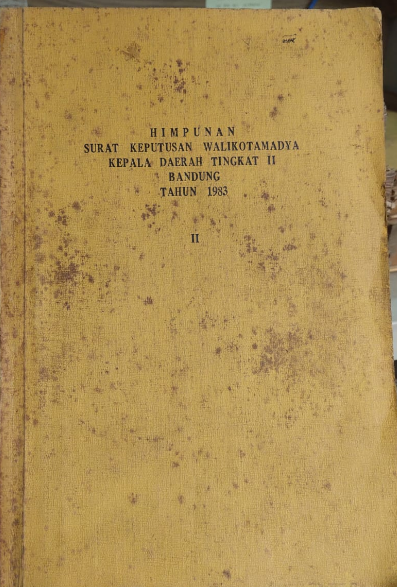 HIMPUNAN
SURAT KEPUTUSAN WALIKOTAMADYA
KEPALA DAERAH TINGKAT II
BANDUNG
TAHUN 1983
II